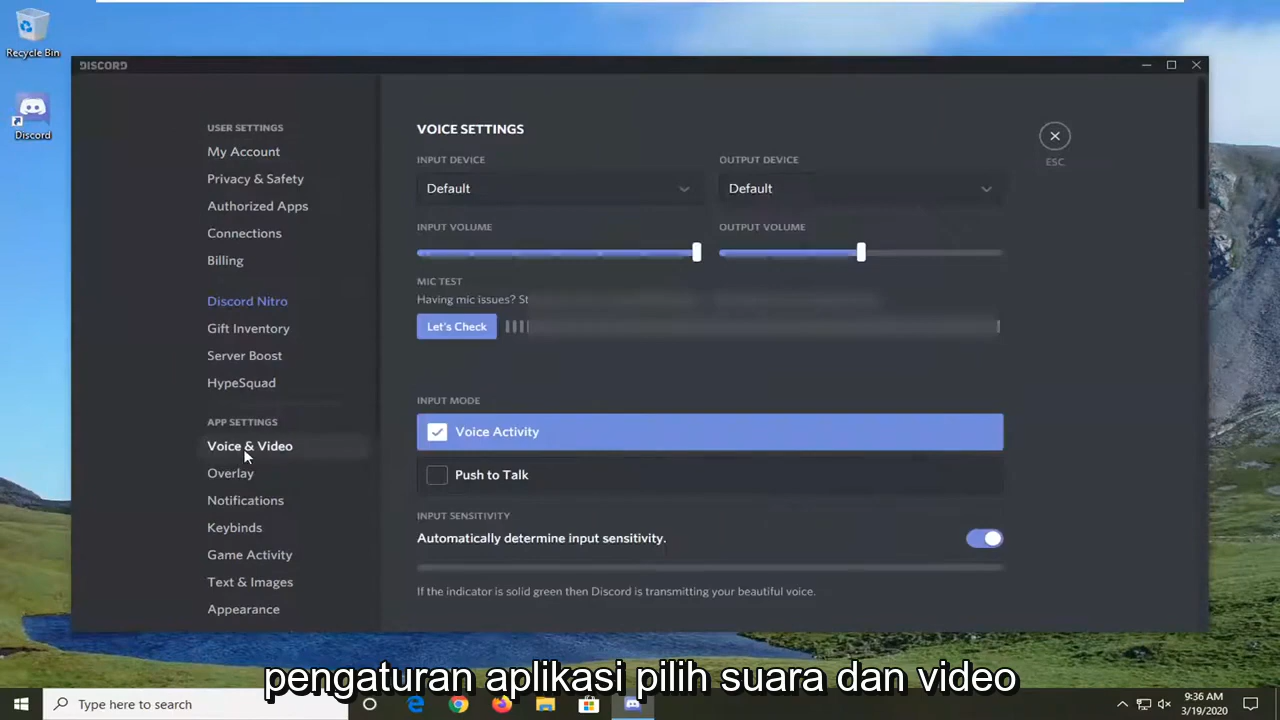 Recycle Bin
Discord
DISCORD
USER SETTINGS
My Account
Privacy & Safety
Authorized Apps
Connections
Billing
Discord Nitro
Gift Inventory
Server Boost
HypeSquad
APP SETTINGS
Voice & Video
Overlay
Notifications
Keybinds
Game Activity
Text & Images
Appearance
VOICE SETTINGS
ESC
INPUT DEVICE OUTPUT DEVICE
Default Default
INPUT VOLUME OUTPUT VOLUME
MIC TEST
Having mic issues? St
Let's Check
INPUT MODE
Voice Activity
Push to Talk
INPUT SENSITIVITY
Automatically determine input sensitivity.
If the indicator is solid green then Discord is transmitting your beautiful voice.
pengaturan aplikasi pilih suara dan video
Type here to search
9:36 AM
3/19/2020